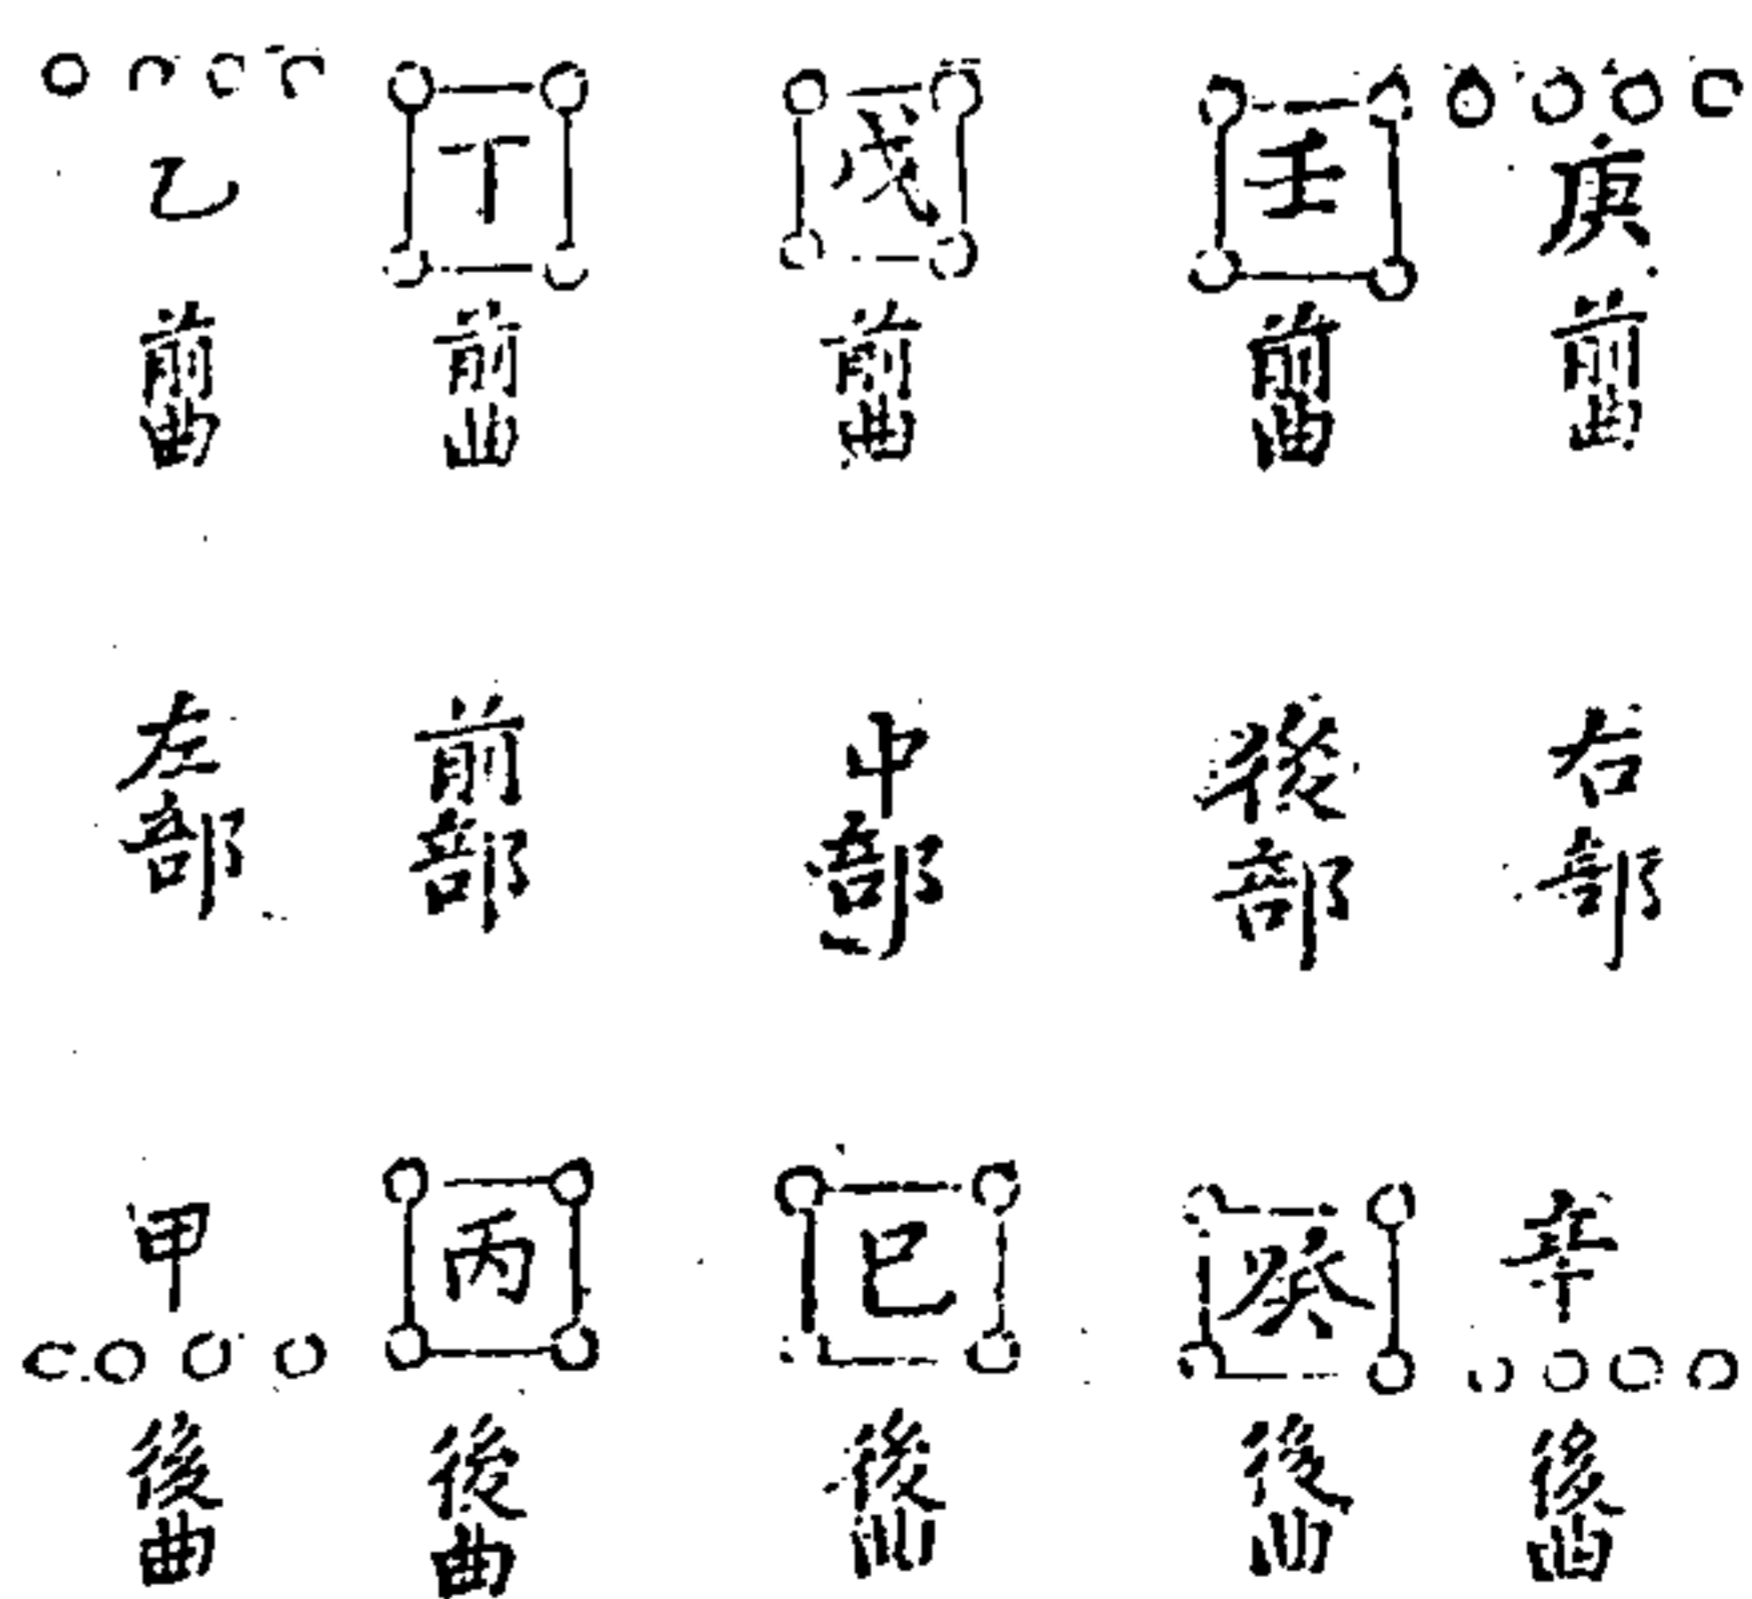 乙 丁 戊 壬 庚
前曲 前曲 前曲 前曲 前曲
左部 前部 中部 後部 右部
甲 丙 巳 癸 辛
後曲 後曲 後曲 後曲 後曲